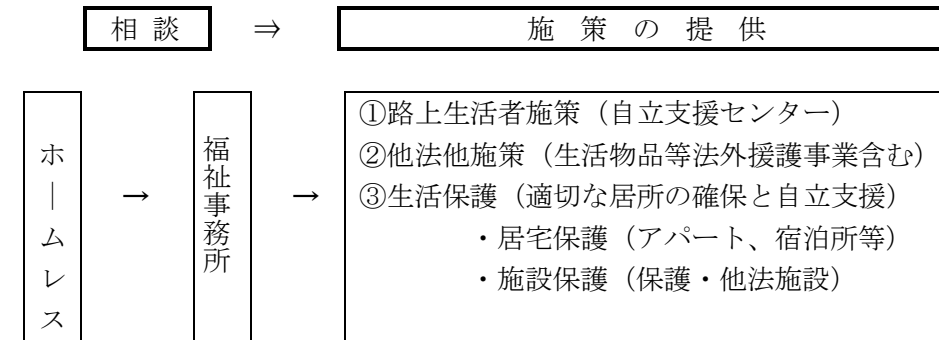 相談 ⇒ 施策の提供
ホームレス
→
福祉事務所
→
①路上生活者施策（自立支援センター）
②他法他施策（生活物品等法外援護事業含む）
③生活保護（適切な居所の確保と自立支援）
・居宅保護（アパート、宿泊所等）
・施設保護（保護・他法施設）